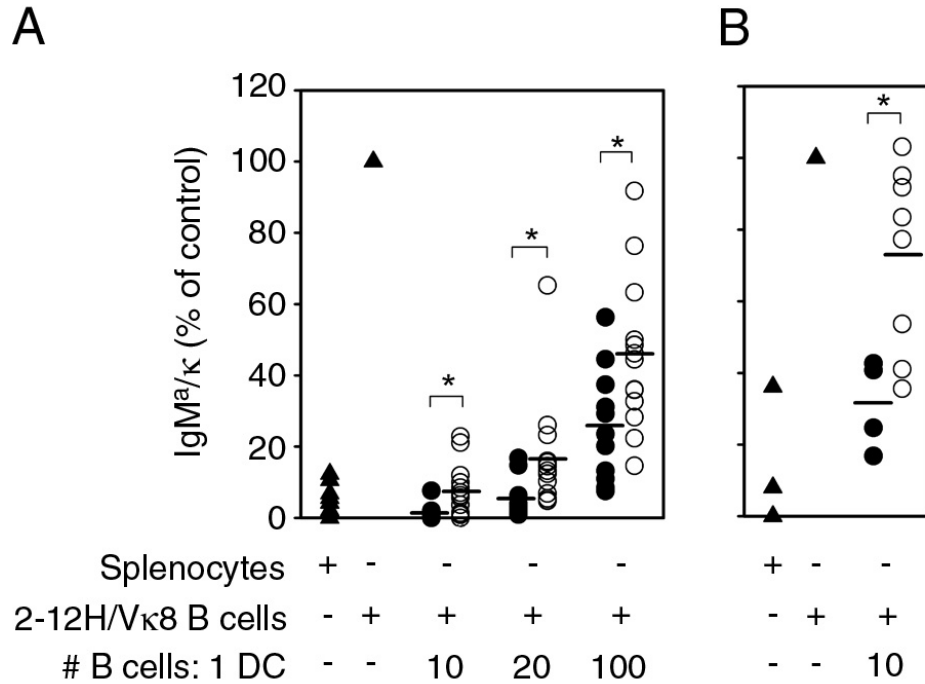 A B
120
100
80
60
40
20
0
IgMᵃ/κ (% of control)
* * * *
Splenocytes + - - - - + - -
2-12H/Vκ8 B cells - + + + + - + +
# B cells: 1 DC - - 10 20 100 - - 10